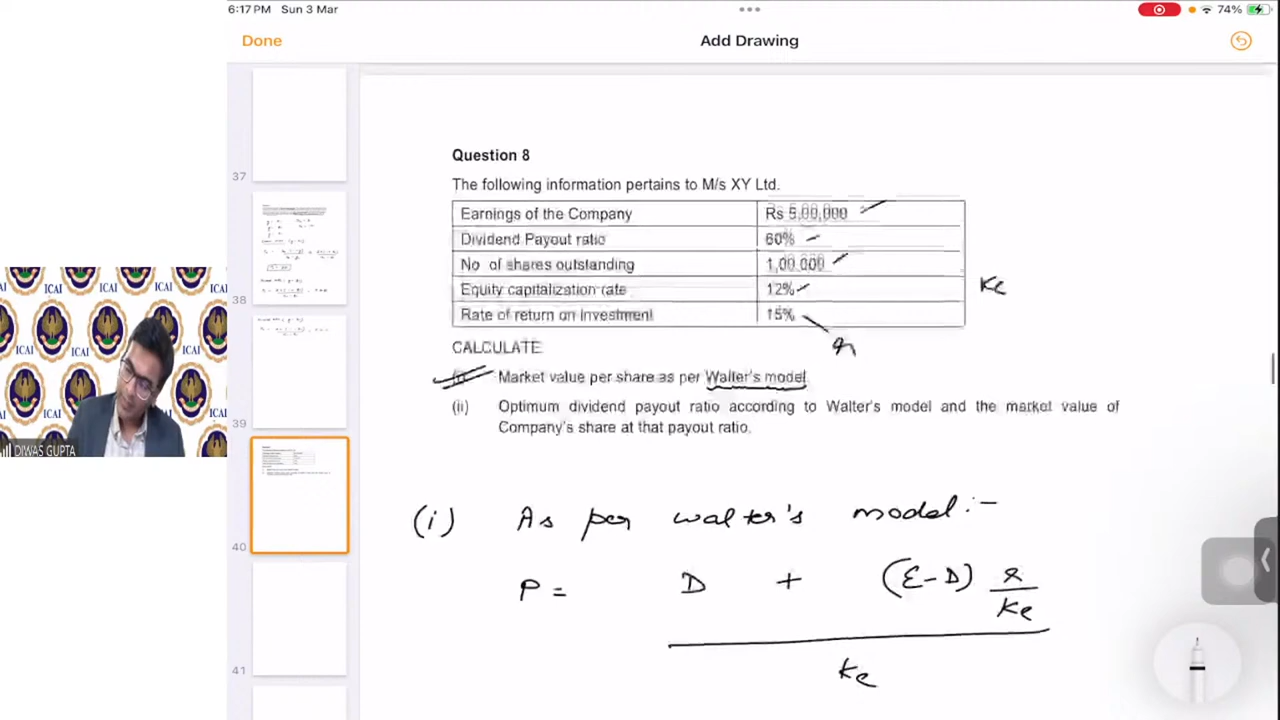 6:17 PM Sun 3 Mar
74%
Done
Add Drawing
37
38
39
40
41
ICAI
DIWAS GUPTA
Question 8
The following information pertains to M/s XY Ltd.
Earnings of the Company Rs 5,00,000
Dividend Payout ratio 60%
No of shares outstanding 1,00,000
Equity capitalization rate 12% Ke
Rate of return on investment 15%
r
CALCULATE
(i) Market value per share as per Walter's model.
(ii) Optimum dividend payout ratio according to Walter's model and the market value of
Company's share at that payout ratio.
(i) As per Walter's model :-
P = D + (E-D) r
Ke
Ke